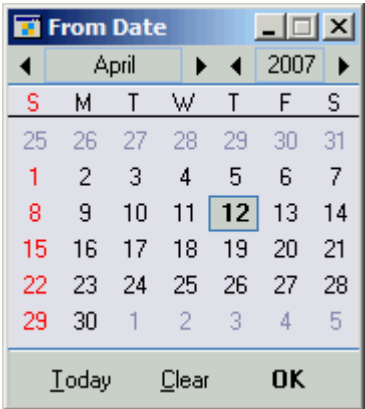 From Date
April 2007
S M T W T F S
25 26 27 28 29 30 31
1 2 3 4 5 6 7
8 9 10 11 12 13 14
15 16 17 18 19 20 21
22 23 24 25 26 27 28
29 30 1 2 3 4 5
Today Clear OK